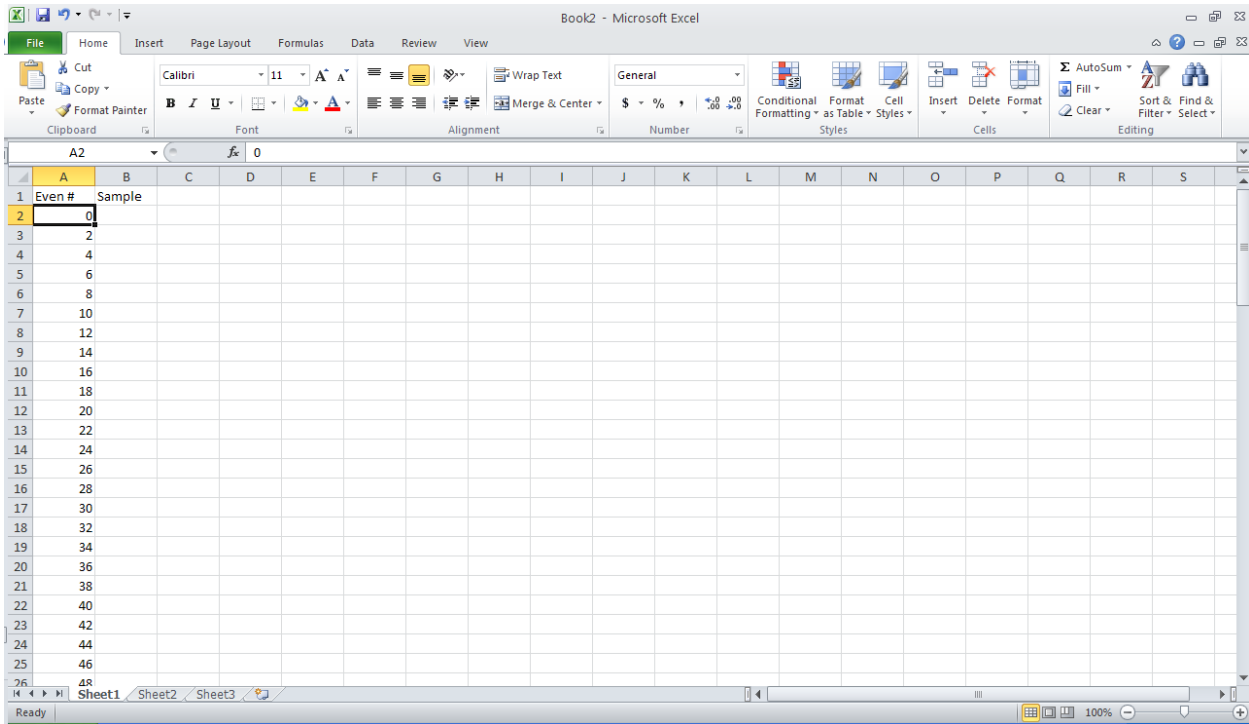 Book2 - Microsoft Excel
File Home Insert Page Layout Formulas Data Review View
Cut
Copy
Format Painter
Paste
Clipboard
Calibri 11
B I U
Font
Wrap Text
Merge & Center
Alignment
General
$ % ,
Number
Conditional Formatting
Format as Table
Cell Styles
Styles
Insert Delete Format
Cells
Σ AutoSum
Fill
Clear
Sort & Filter
Find & Select
Editing
A2 fx 0
A B C D E F G H I J K L M N O P Q R S
1 Even # Sample
2 0
3 2
4 4
5 6
6 8
7 10
8 12
9 14
10 16
11 18
12 20
13 22
14 24
15 26
16 28
17 30
18 32
19 34
20 36
21 38
22 40
23 42
24 44
25 46
26 48
Sheet1 Sheet2 Sheet3
Ready 100%